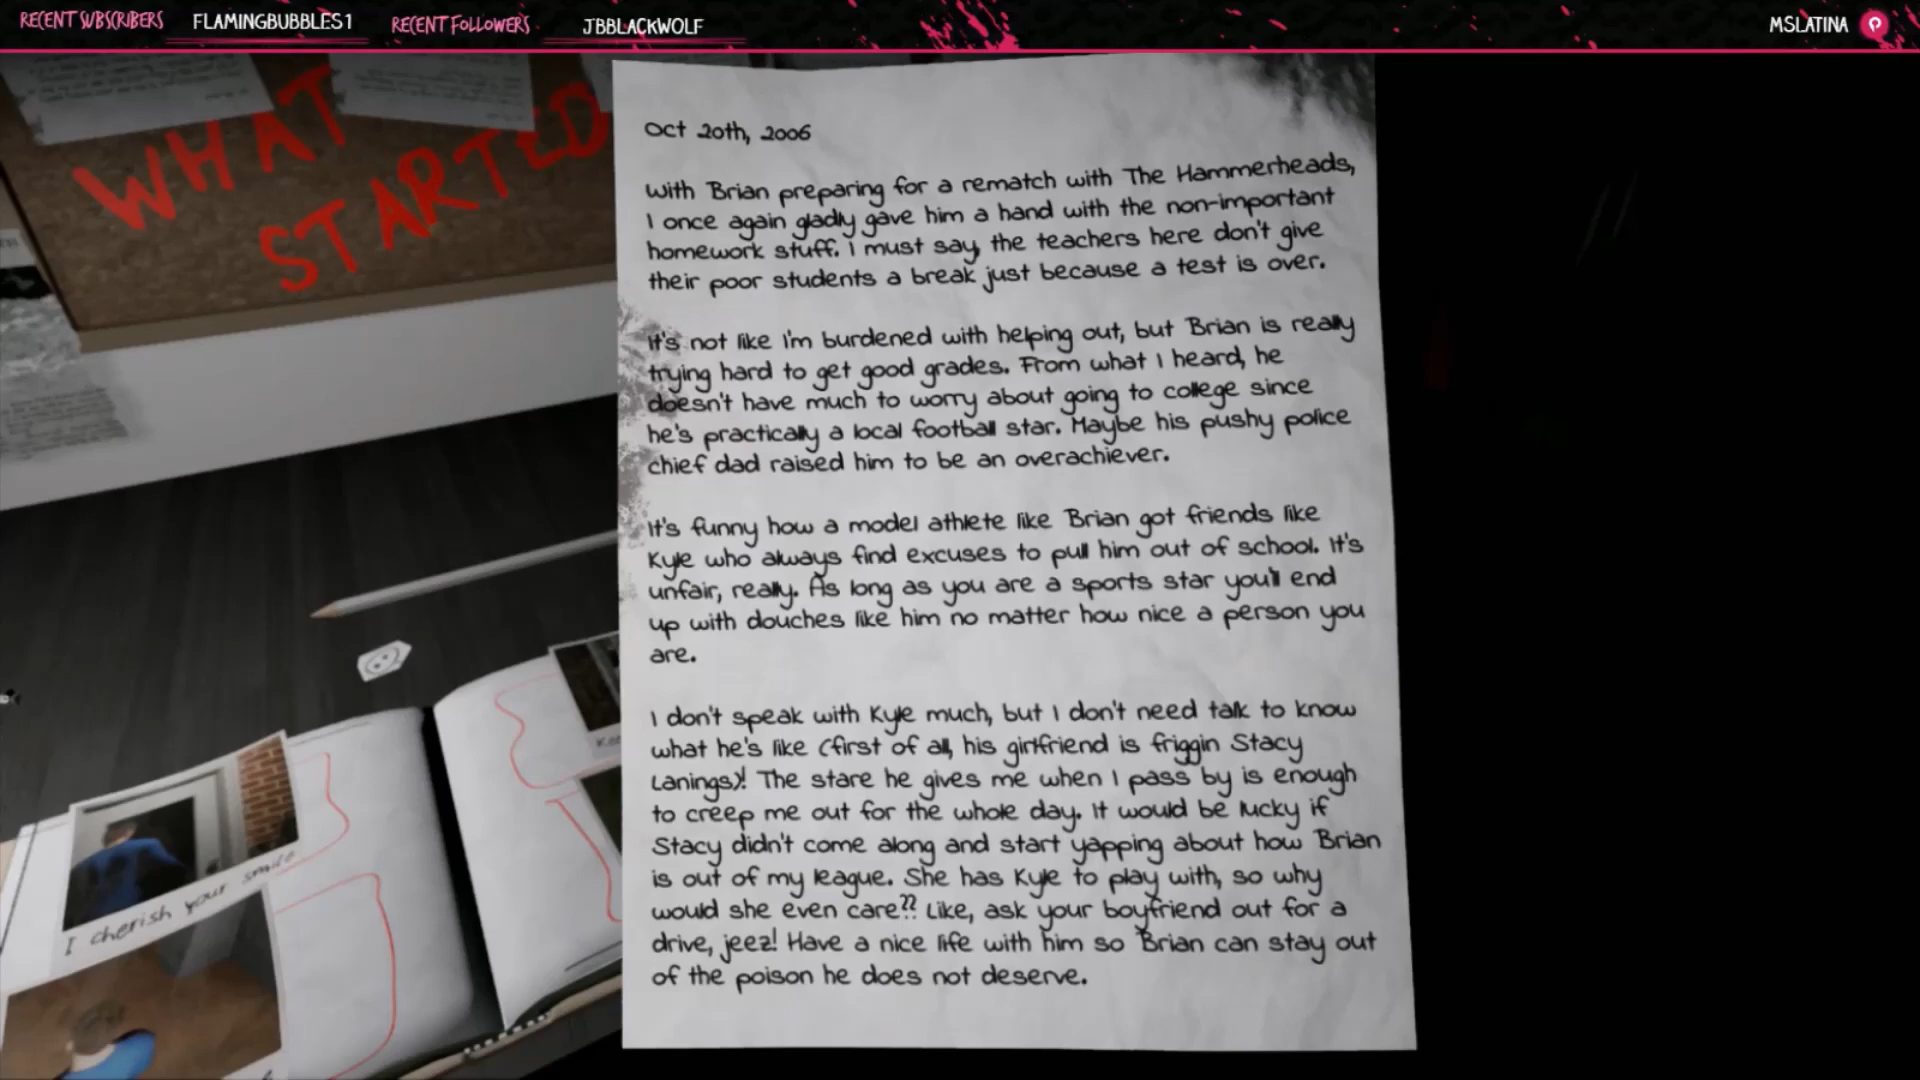 RECENT SUBSCRIBERS FLAMINGBUBBLES1 RECENT FOLLOWERS JBBLACKWOLF MSLATINA
WHAT
STARTED
Oct 20th, 2006
With Brian preparing for a rematch with The Hammerheads,
I once again gladly gave him a hand with the non-important
homework stuff. I must say, the teachers here don't give
their poor students a break just because a test is over.
It's not like I'm burdened with helping out, but Brian is really
trying hard to get good grades. From what I heard, he
doesn't have much to worry about going to college since
he's practically a local football star. Maybe his pushy police
chief dad raised him to be an overachiever.
It's funny how a model athlete like Brian got friends like
Kyle who always find excuses to pull him out of school. It's
unfair, really. As long as you are a sports star you'll end
up with douches like him no matter how nice a person you
are.
I don't speak with Kyle much, but I don't need talk to know
what he's like (first of all, his girlfriend is friggin Stacy
Lanings)! The stare he gives me when I pass by is enough
to creep me out for the whole day. It would be lucky if
Stacy didn't come along and start yapping about how Brian
is out of my league. She has Kyle to play with, so why
would she even care?? Like, ask your boyfriend out for a
drive, jeez! Have a nice life with him so Brian can stay out
of the poison he does not deserve.
I cherish your smile